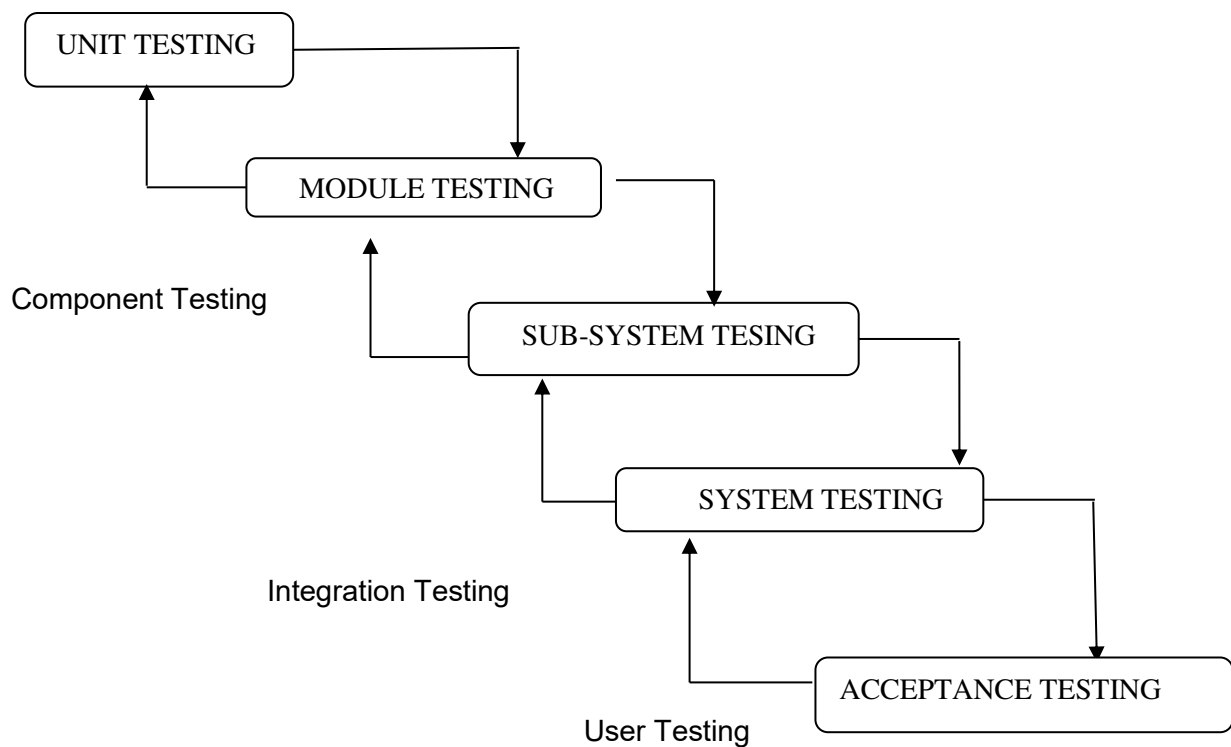 UNIT TESTING
MODULE TESTING
Component Testing
SUB-SYSTEM TESING
SYSTEM TESTING
Integration Testing
ACCEPTANCE TESTING
User Testing